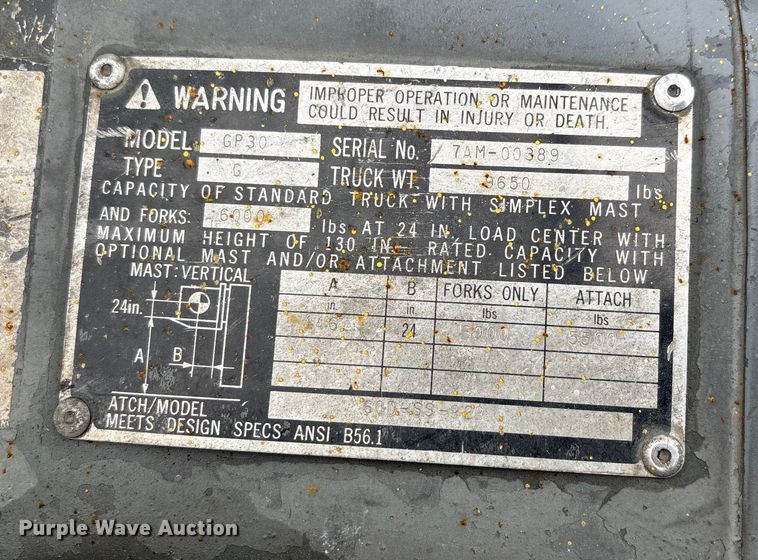 WARNING IMPROPER OPERATION OR MAINTENANCE
COULD RESULT IN INJURY OR DEATH.
MODEL GP30 SERIAL No. 7AM-00389
TYPE G TRUCK WT. 9650 lbs
CAPACITY OF STANDARD TRUCK WITH SIMPLEX MAST
AND FORKS: 6000 lbs. AT 24 IN. LOAD CENTER WITH
MAXIMUM HEIGHT OF 130 IN. RATED CAPACITY WITH
OPTIONAL MAST AND/OR ATTACHMENT LISTED BELOW.
MAST: VERTICAL
A B FORKS ONLY ATTACH
in. in. lbs lbs
24 5500
24in.
A B
ATCH/MODEL
MEETS DESIGN SPECS ANSI B56.1
Purple Wave Auction